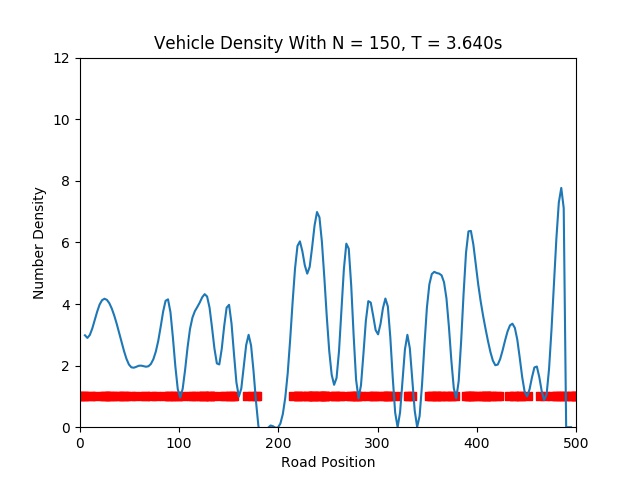 Vehicle Density With N = 150, T = 3.640s
12
10
8
6
4
2
0
Number Density
0 100 200 300 400 500
Road Position